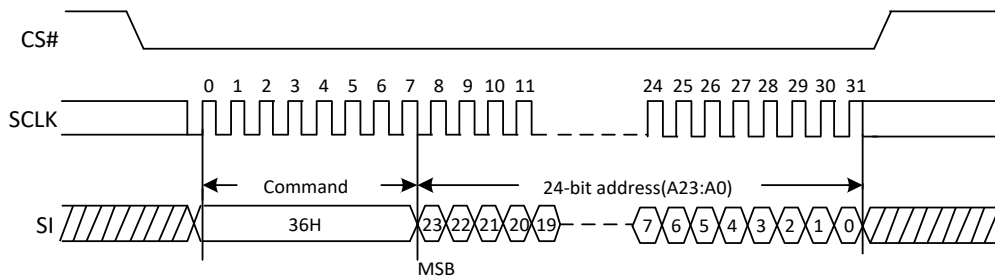 CS#
0 1 2 3 4 5 6 7 8 9 10 11 24 25 26 27 28 29 30 31
SCLK
Command 24-bit address(A23:A0)
SI 36H 23 22 21 20 19 7 6 5 4 3 2 1 0
MSB